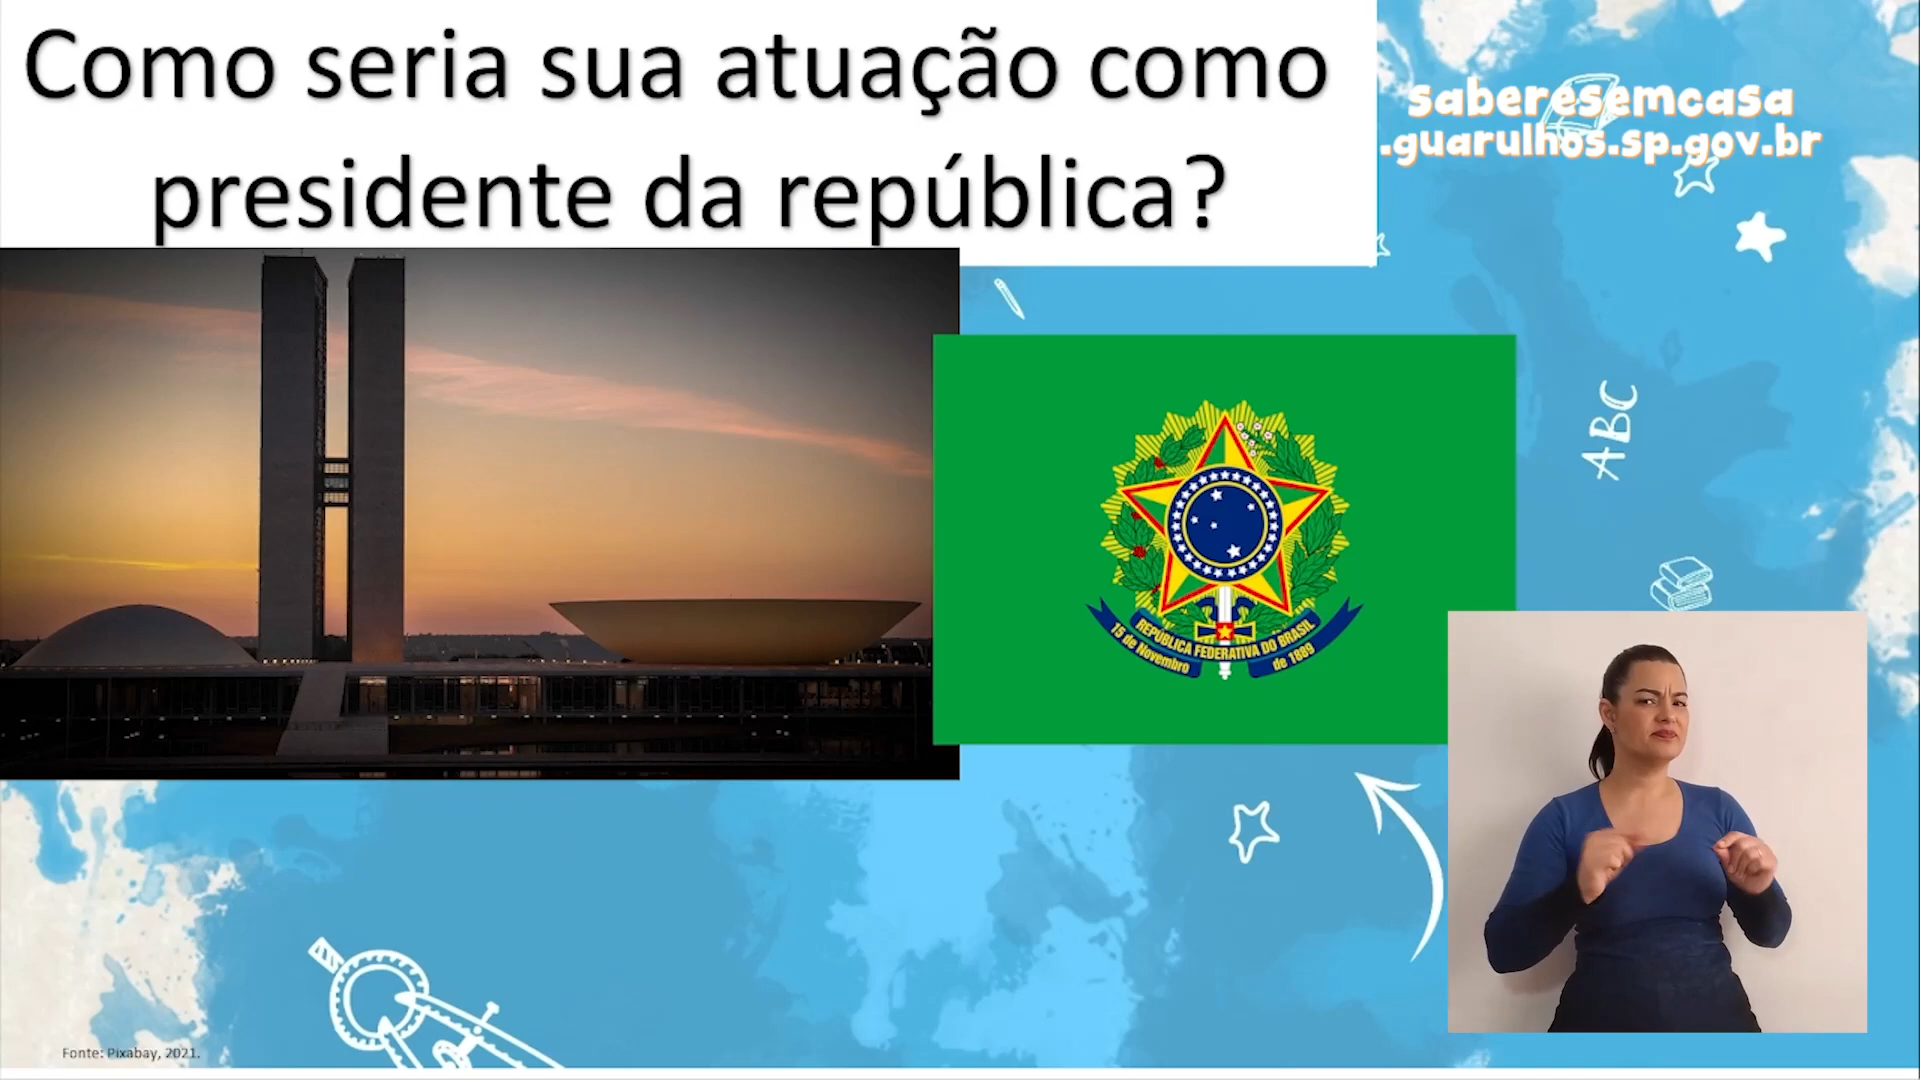 Como seria sua atuação como
presidente da república?
saberesemcasa
.guarulhos.sp.gov.br
ABC
REPÚBLICA FEDERATIVA DO BRASIL
15 de Novembro
de 1889
Fonte: Pixabay, 2021.